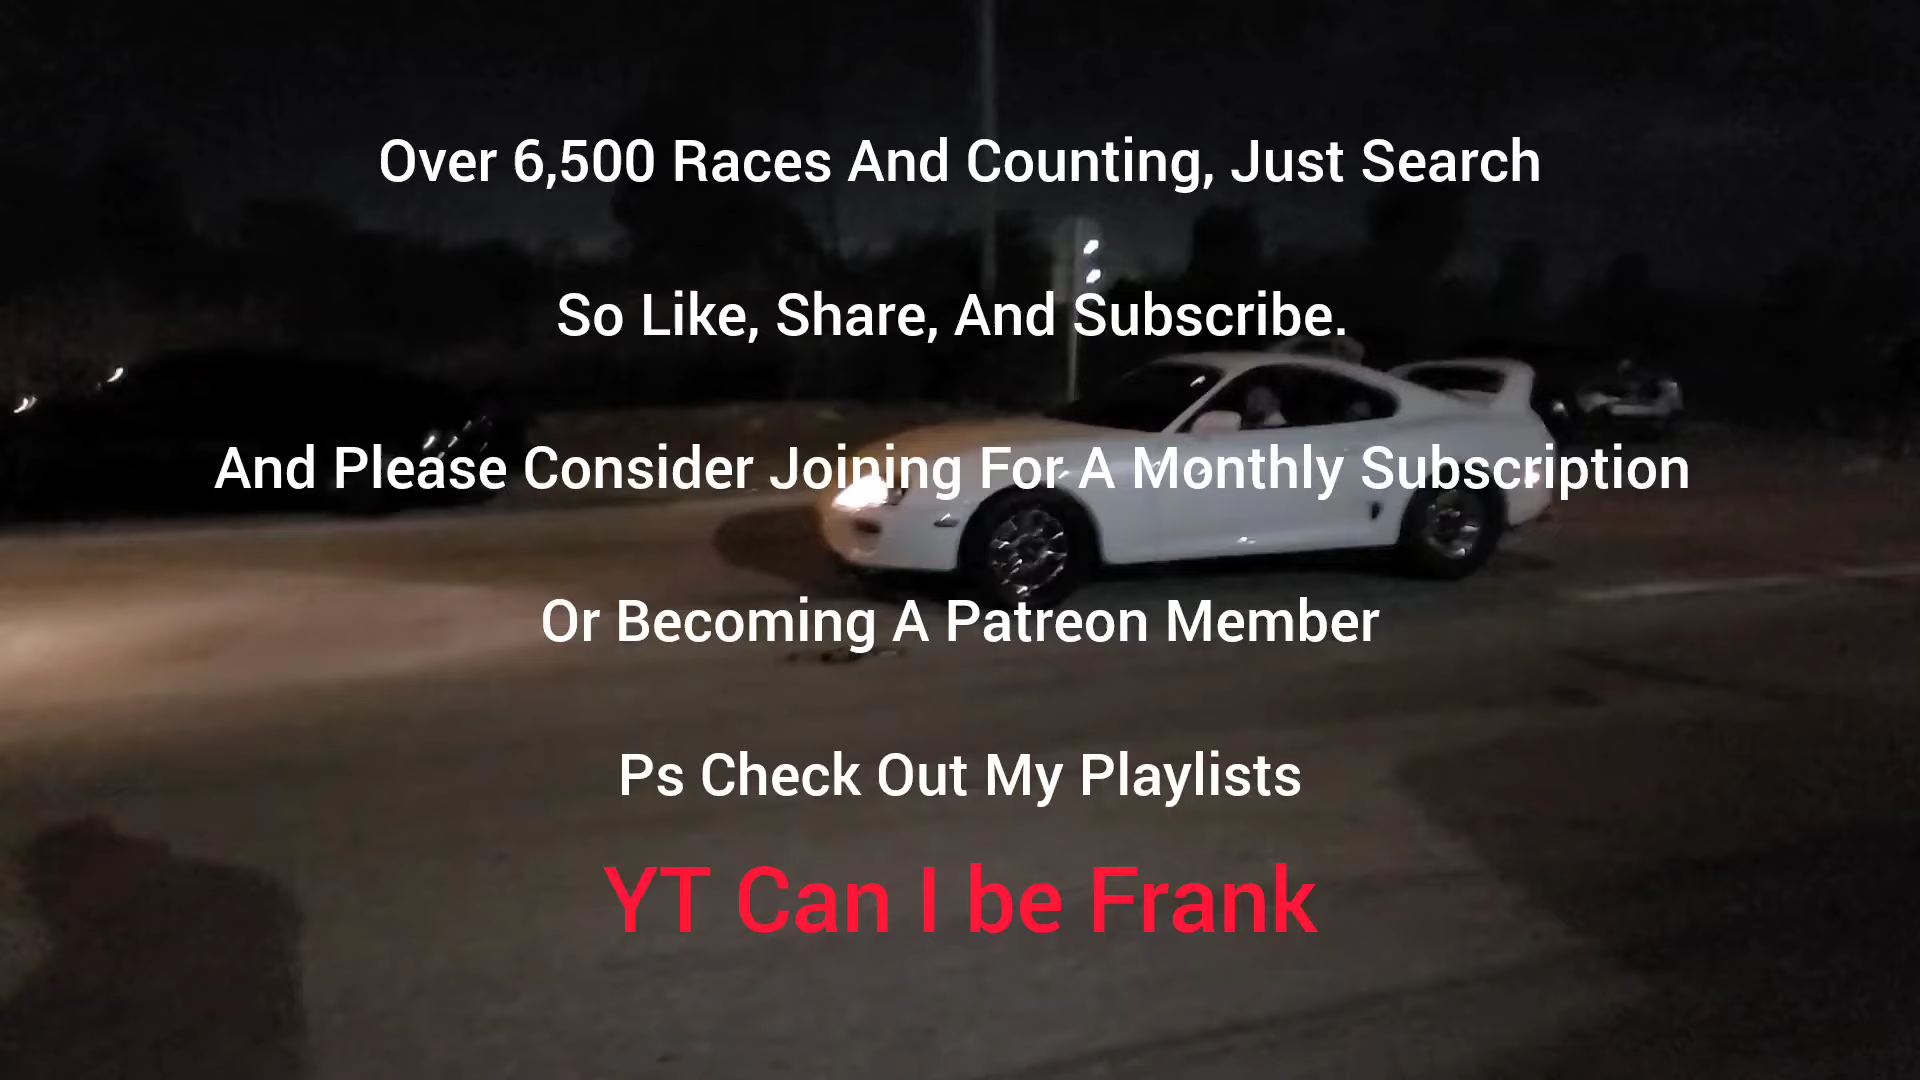 Over 6,500 Races And Counting, Just Search
So Like, Share, And Subscribe.
And Please Consider Joining For A Monthly Subscription
Or Becoming A Patreon Member
Ps Check Out My Playlists
YT Can I be Frank